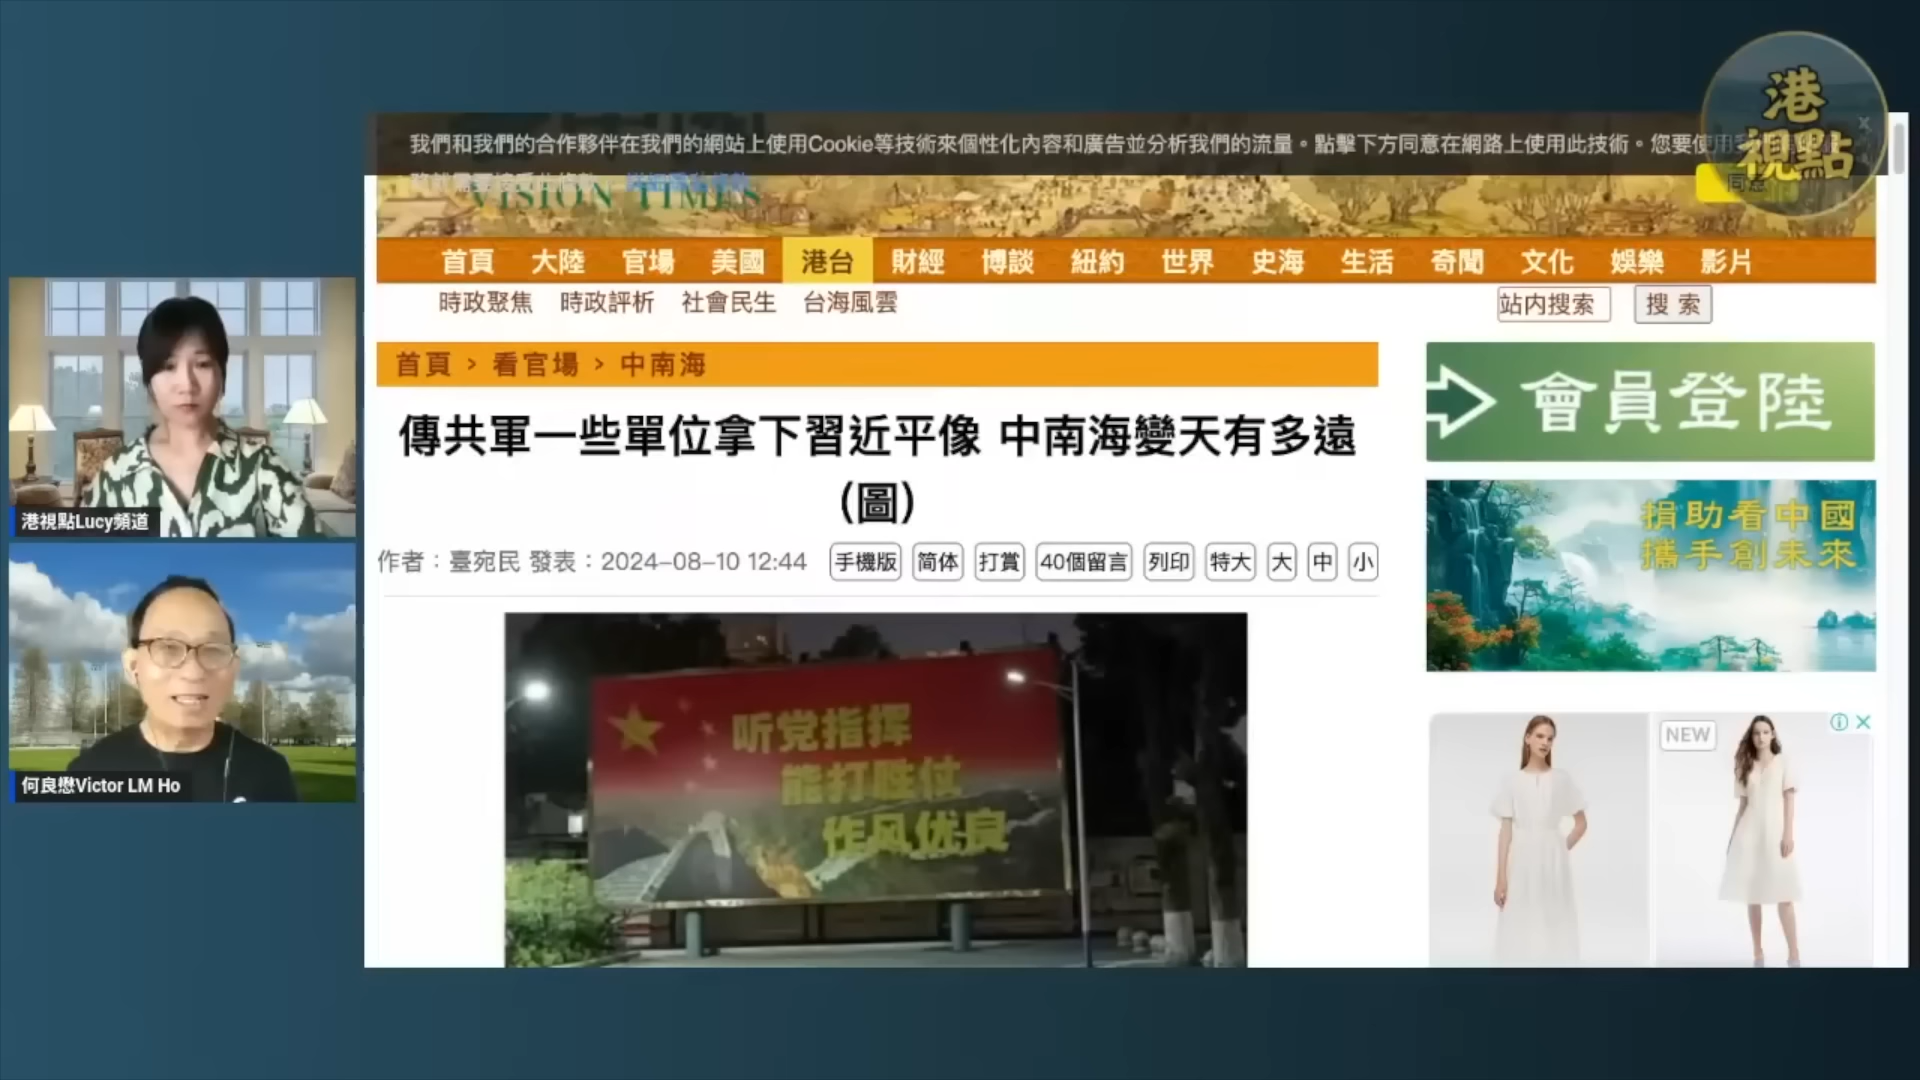 港
視點
我們和我們的合作夥伴在我們的網站上使用Cookie等技術來個性化內容和廣告並分析我們的流量。點擊下方同意在網路上使用此技術。您要使用
同意
VISION TIMES
首頁 大陸 官場 美國 港台 財經 博談 紐約 世界 史海 生活 奇聞 文化 娛樂 影片
時政聚焦 時政評析 社會民生 台海風雲
站内搜索 搜索
首頁 > 看官場 > 中南海
會員登陸
傳共軍一些單位拿下習近平像 中南海變天有多遠
(圖)
作者：臺宛民 發表：2024-08-10 12:44 手機版 简体 打賞 40個留言 列印 特大 大 中 小
捐助看中國
攜手創未來
听党指挥
能打胜仗
作风优良
NEW
港視點Lucy頻道
何良懋Victor LM Ho